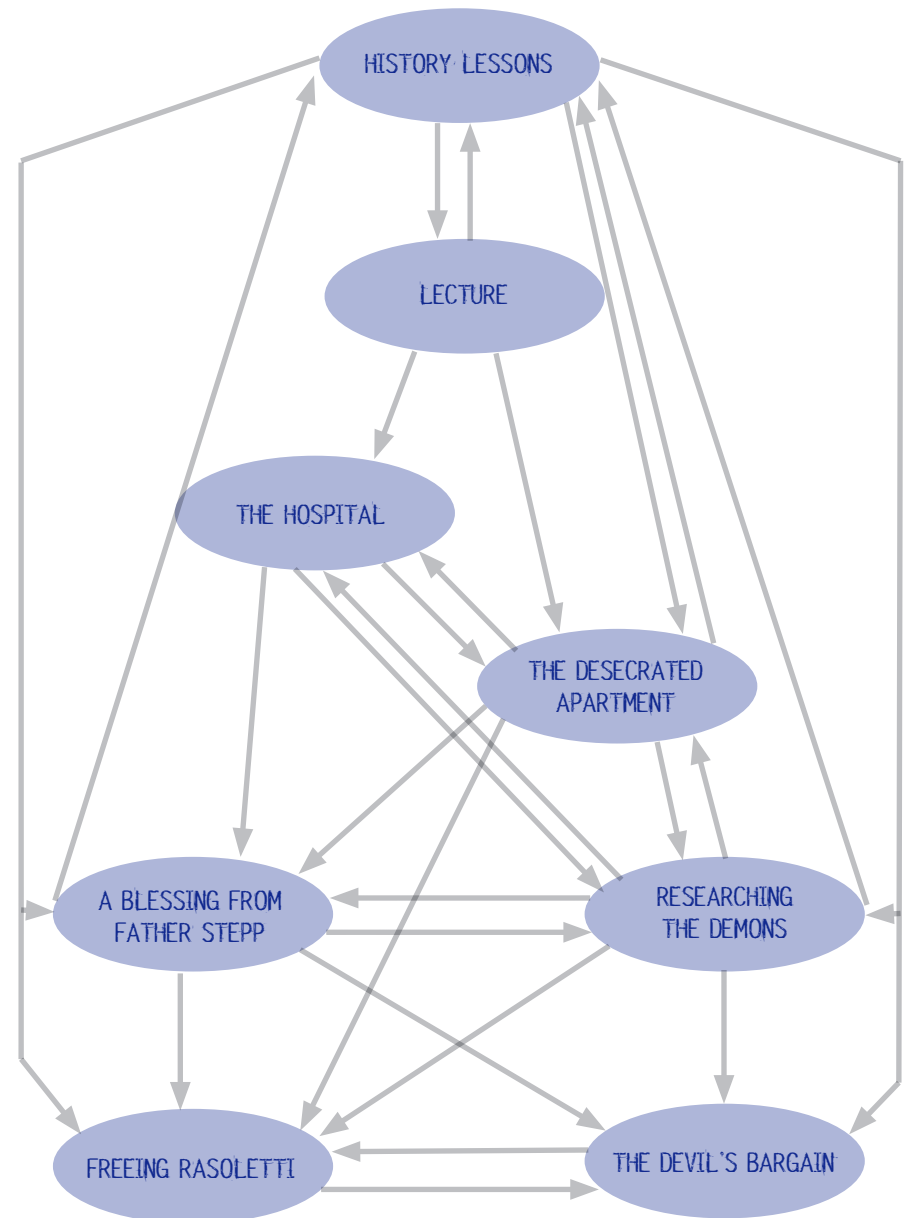 HISTORY LESSONS
LECTURE
THE HOSPITAL
THE DESECRATED
APARTMENT
A BLESSING FROM
FATHER STEPP
RESEARCHING
THE DEMONS
FREEING RASOLETTI
THE DEVIL'S BARGAIN